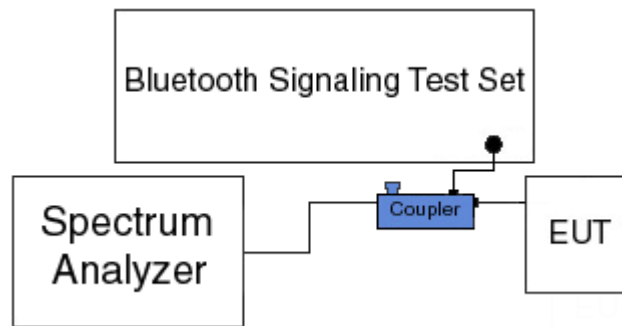 Bluetooth Signaling Test Set
Spectrum
Analyzer
Coupler
EUT